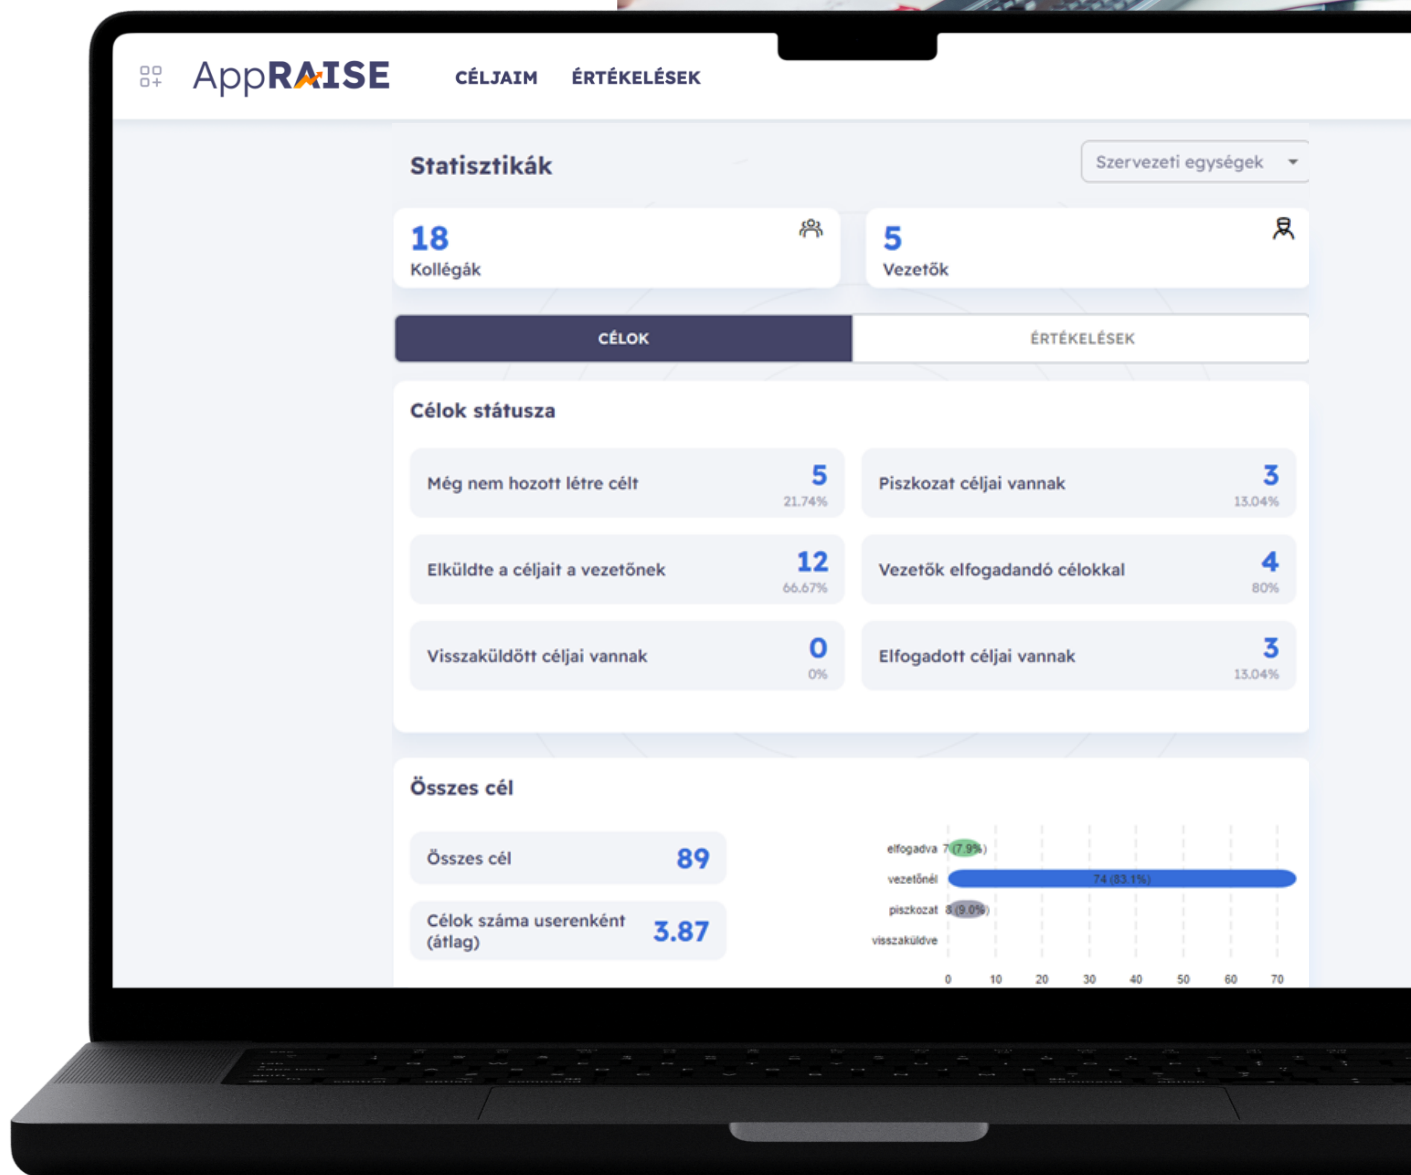 AppRAISE CÉLJAIM ÉRTÉKELÉSEK
Statisztikák
Szervezeti egységek
18
Kollégák
5
Vezetők
CÉLOK
ÉRTÉKELÉSEK
Célok státusza
Még nem hozott létre célt
5
21.74%
Piszkozat céljai vannak
3
13.04%
Elküldte a céljait a vezetőnek
12
66.67%
Vezetők elfogadandó célokkal
4
80%
Visszaküldött céljai vannak
0
0%
Elfogadott céljai vannak
3
13.04%
Összes cél
Összes cél
89
Célok száma userenként
(átlag)
3.87
elfogadva 7 (7.9%)
vezetőnél 74 (83.1%)
piszkozat 8 (9.0%)
visszaküldve
0 10 20 30 40 50 60 70